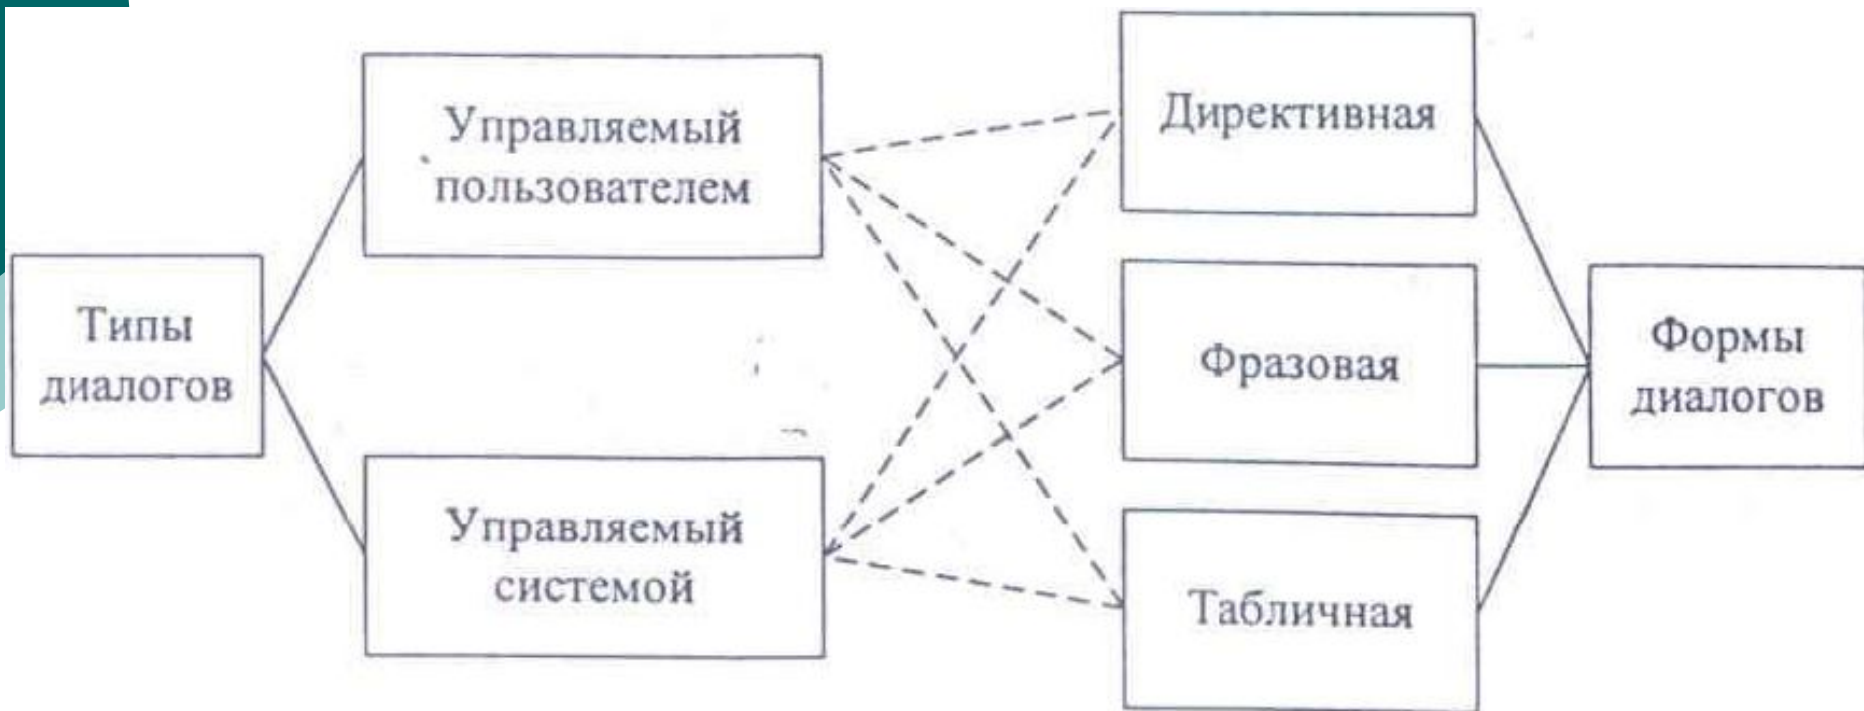 Типы
диалогов
Управляемый
пользователем
Управляемый
системой
Директивная
Фразовая
Табличная
Формы
диалогов